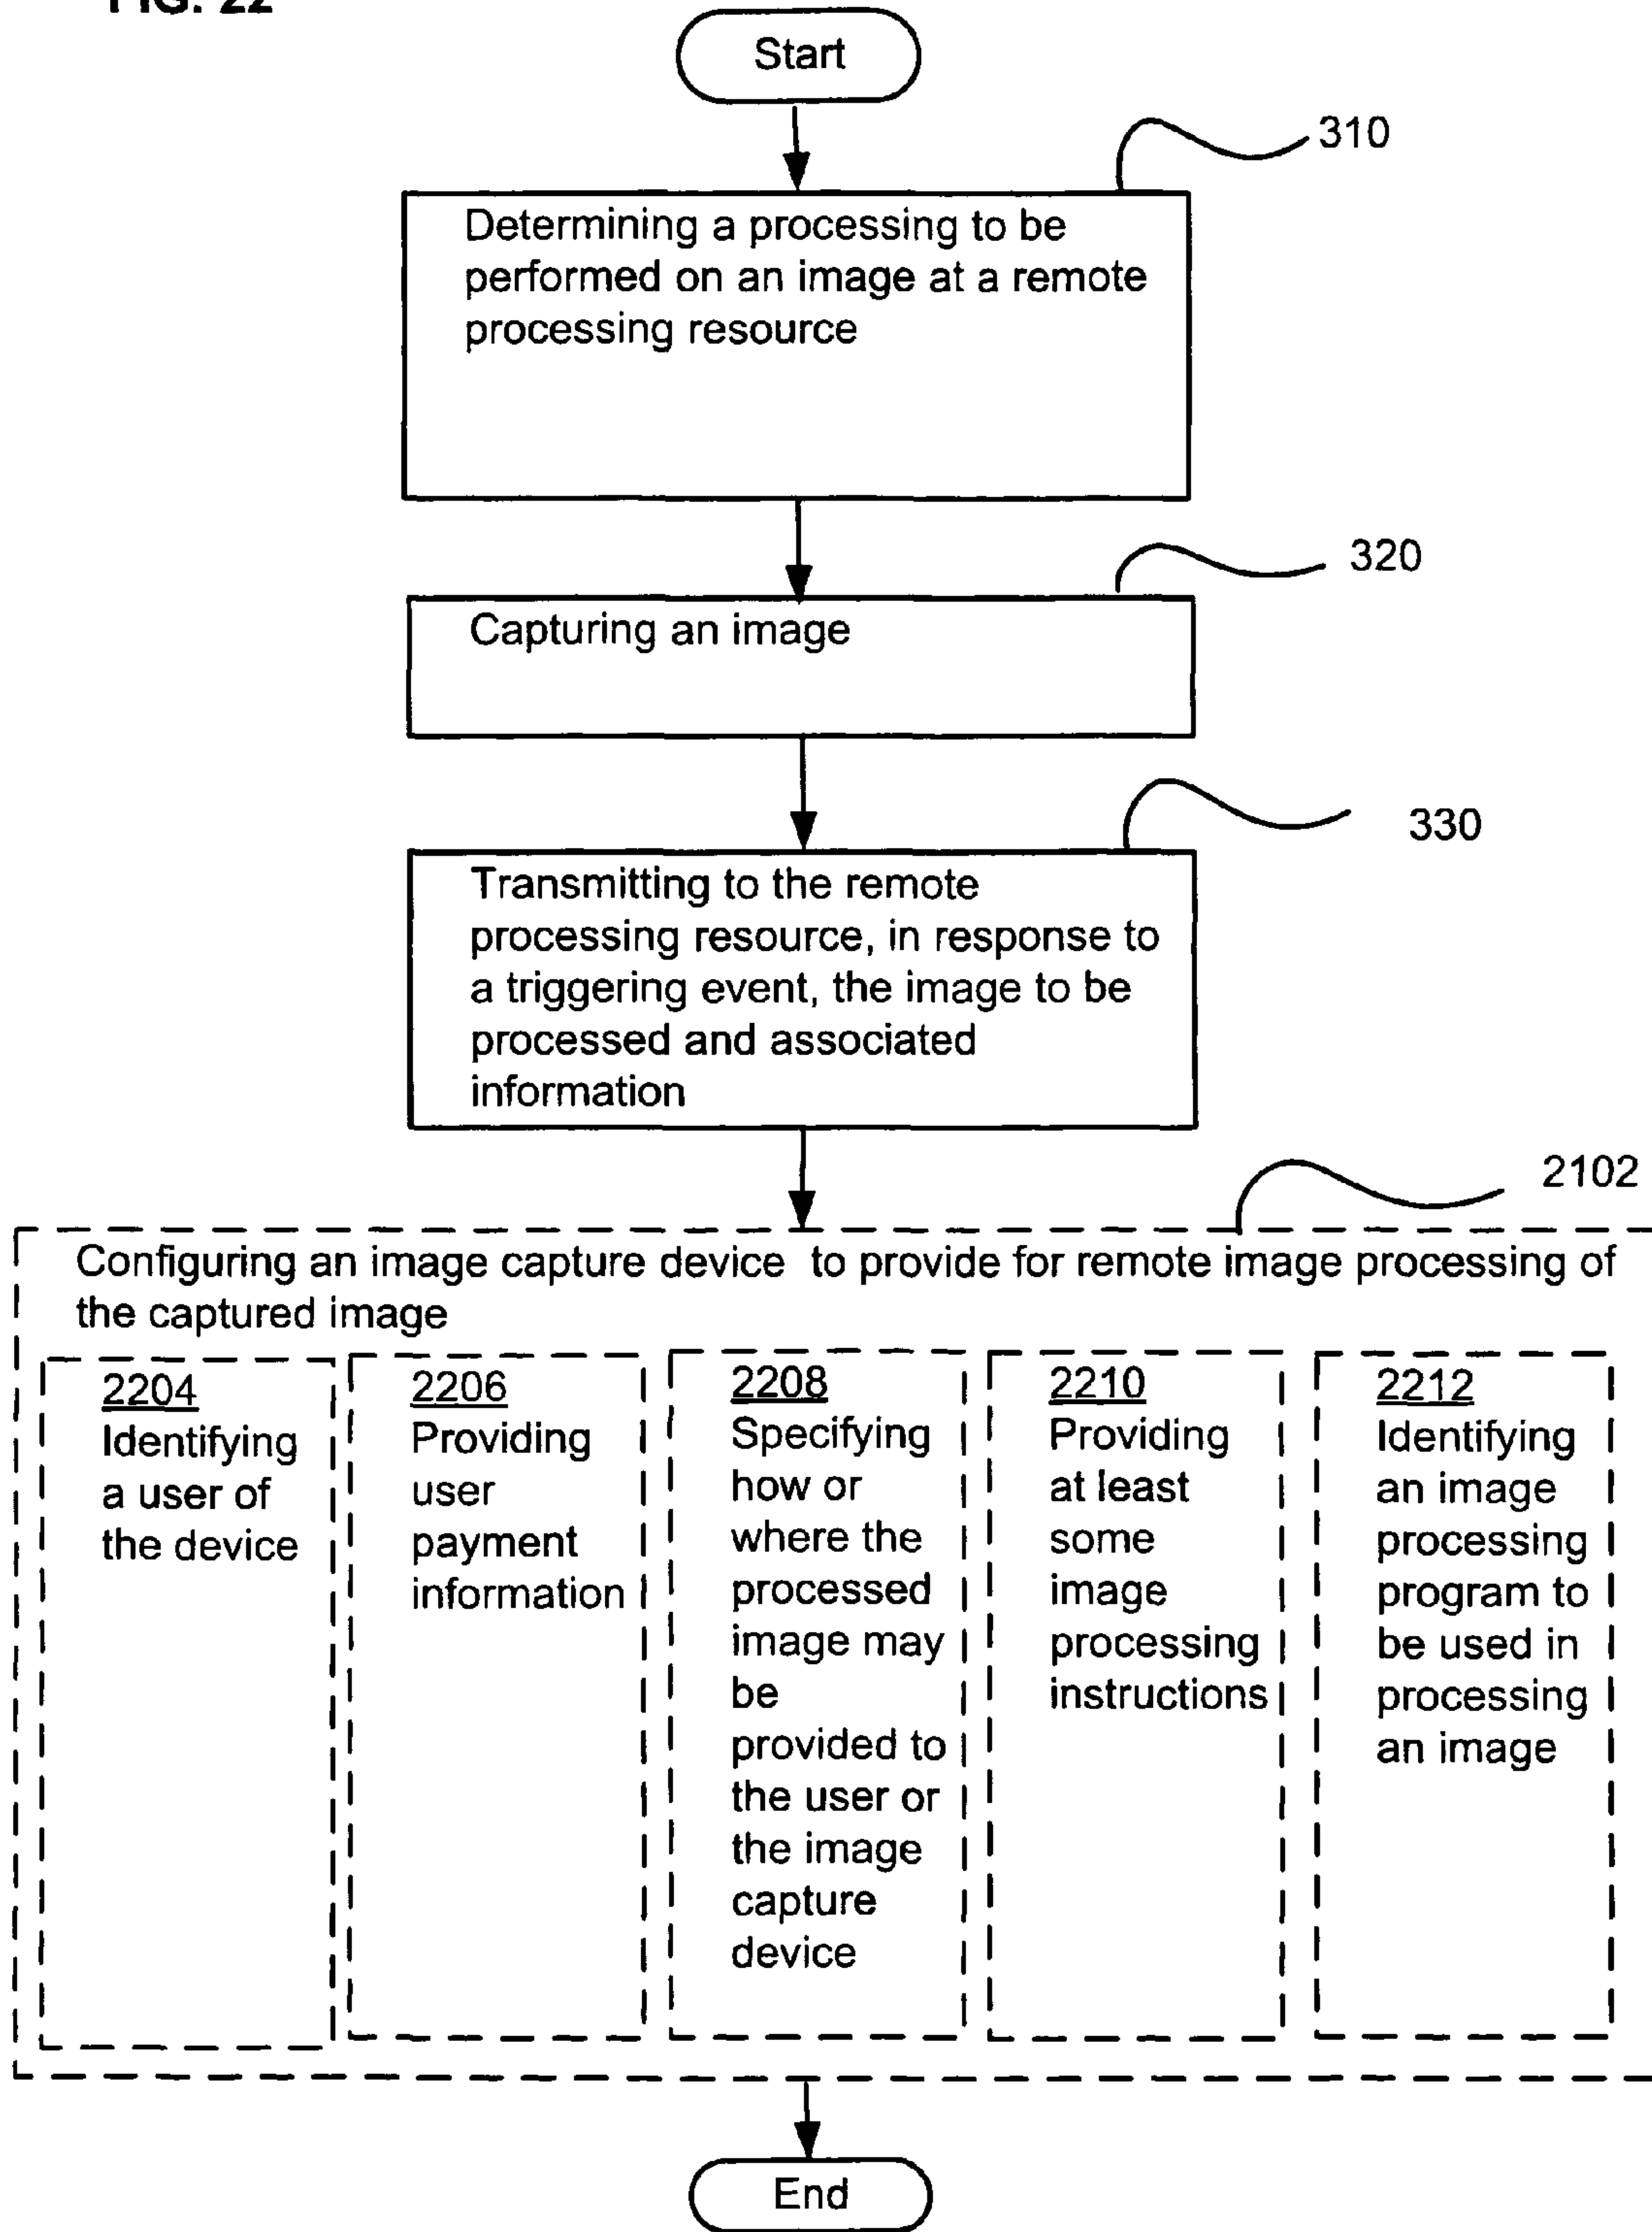 FIG. 22
Start
310
Determining a processing to be
performed on an image at a remote
processing resource
320
Capturing an image
330
Transmitting to the remote
processing resource, in response to
a triggering event, the image to be
processed and associated
information
2102
Configuring an image capture device to provide for remote image processing of
the captured image
2204
Identifying
a user of
the device
2206
Providing
user
payment
information
2208
Specifying
how or
where the
processed
image may
be
provided to
the user or
the image
capture
device
2210
Providing
at least
some
image
processing
instructions
2212
Identifying
an image
processing
program to
be used in
processing
an image
End